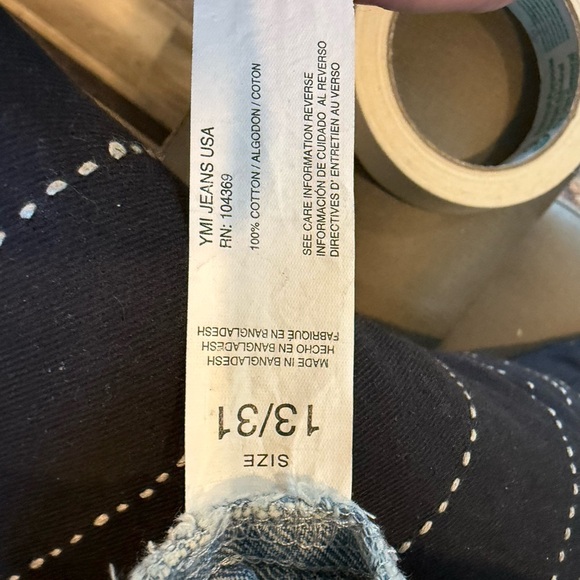 YMI JEANS USA
RN: 104369
100% COTTON / ALGODON / COTON
SEE CARE INFORMATION REVERSE
INFORMACIÓN DE CUIDADO AL REVERSO
DIRECTIVES D' ENTRETIEN AU VERSO
SIZE
13/31
MADE IN BANGLADESH
HECHO EN BANGLADESH
FABRIQUÉ EN BANGLADESH